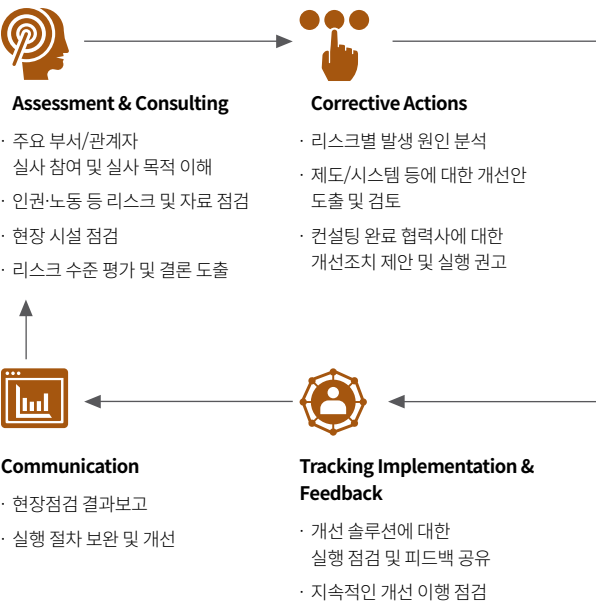 Assessment & Consulting
· 주요 부서/관계자
실사 참여 및 실사 목적 이해
· 인권·노동 등 리스크 및 자료 점검
· 현장 시설 점검
· 리스크 수준 평가 및 결론 도출
Corrective Actions
· 리스크별 발생 원인 분석
· 제도/시스템 등에 대한 개선안
도출 및 검토
· 컨설팅 완료 협력사에 대한
개선조치 제안 및 실행 권고
Communication
· 현장점검 결과보고
· 실행 절차 보완 및 개선
Tracking Implementation &
Feedback
· 개선 솔루션에 대한
실행 점검 및 피드백 공유
· 지속적인 개선 이행 점검